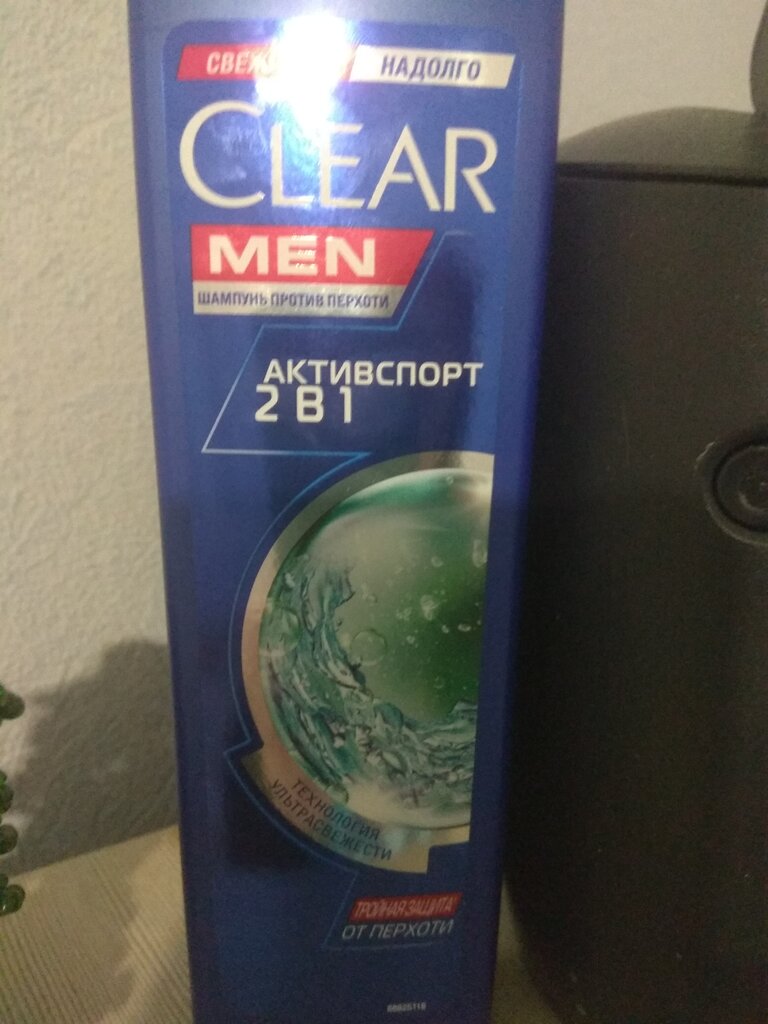 НАДОЛГО
CLEAR
MEN
ШАМПУНЬ ПРОТИВ ПЕРХОТИ
АКТИВСПОРТ
2 В 1
ТЕХНОЛОГИЯ
УЛЬТРАСВЕЖЕСТИ
ТРОЙНАЯ ЗАЩИТА
ОТ ПЕРХОТИ